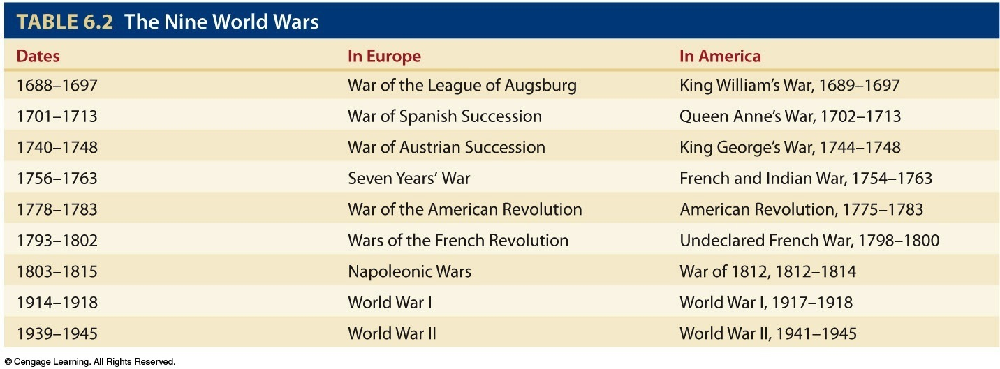 TABLE 6.2 The Nine World Wars
Dates In Europe In America
1688–1697 War of the League of Augsburg King William’s War, 1689–1697
1701–1713 War of Spanish Succession Queen Anne’s War, 1702–1713
1740–1748 War of Austrian Succession King George’s War, 1744–1748
1756–1763 Seven Years’ War French and Indian War, 1754–1763
1778–1783 War of the American Revolution American Revolution, 1775–1783
1793–1802 Wars of the French Revolution Undeclared French War, 1798–1800
1803–1815 Napoleonic Wars War of 1812, 1812–1814
1914–1918 World War I World War I, 1917–1918
1939–1945 World War II World War II, 1941–1945
© Cengage Learning. All Rights Reserved.